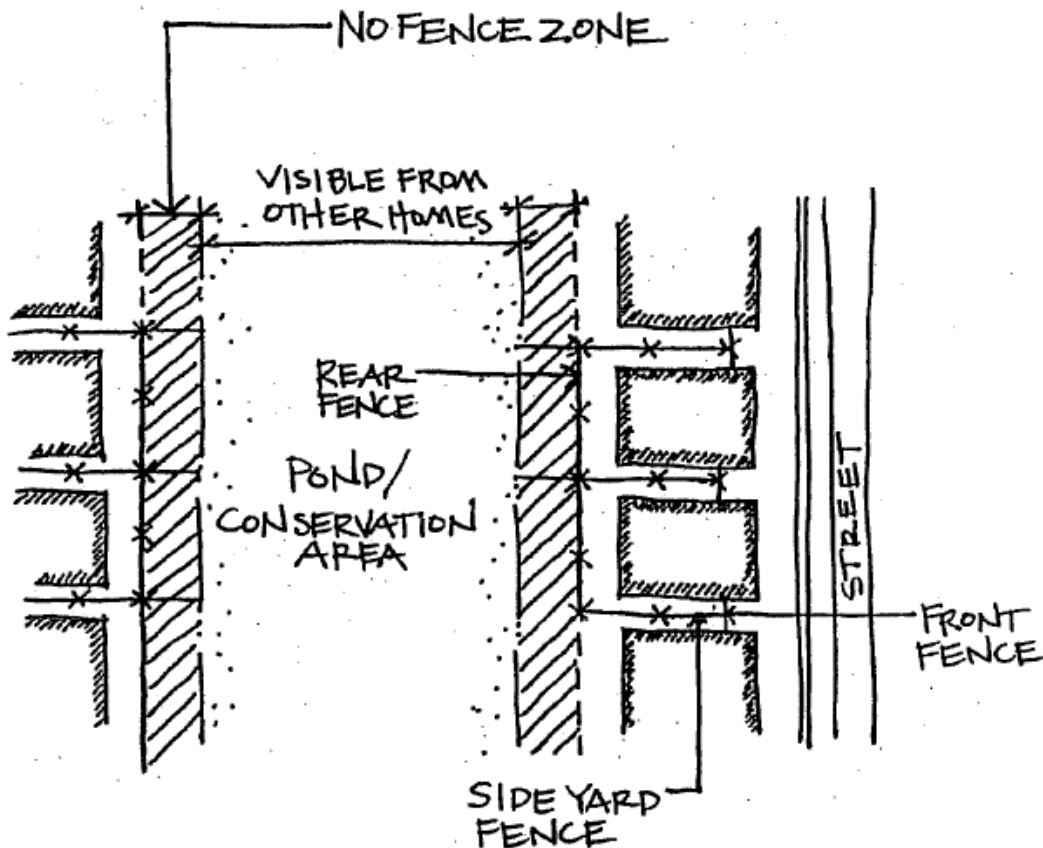 NO FENCE ZONE
VISIBLE FROM
OTHER HOMES
REAR
FENCE
POND/
CONSERVATION
AREA
STREET
FRONT
FENCE
SIDE YARD
FENCE